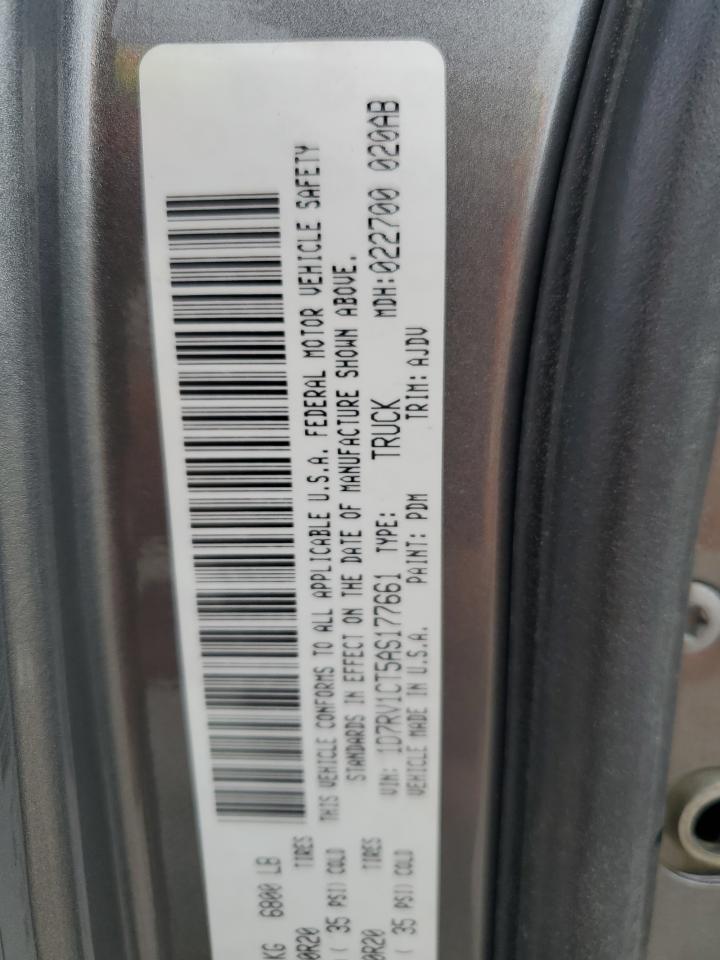 KG 6800 LB
0R20 TIRES
( 35 PSI) COLD
0R20 TIRES
( 35 PSI) COLD
THIS VEHICLE CONFORMS TO ALL APPLICABLE U.S.A. FEDERAL MOTOR VEHICLE SAFETY
STANDARDS IN EFFECT ON THE DATE OF MANUFACTURE SHOWN ABOVE.
VIN: 1D7RV1CT5AS177661 TYPE: TRUCK MDH:022700 020AB
VEHICLE MADE IN U.S.A. PAINT: PDM TRIM: AJDV